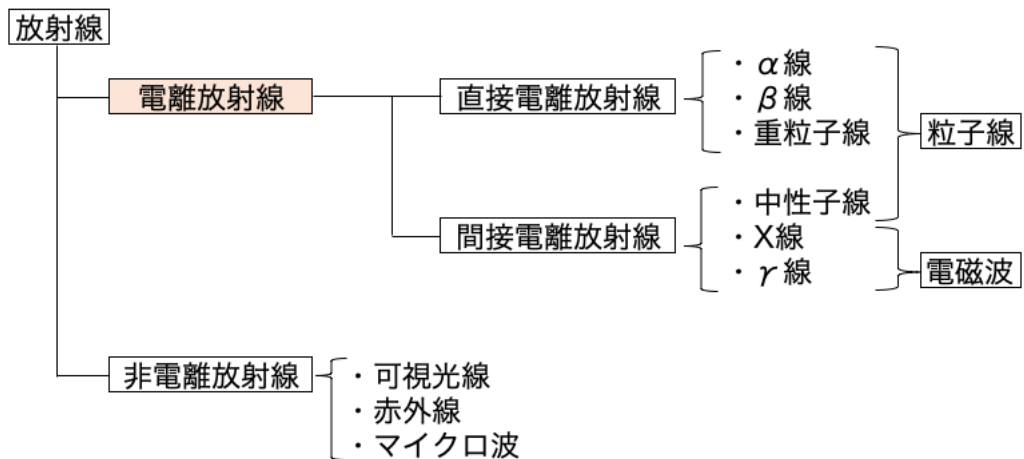 放射線
電離放射線
直接電離放射線
・α線
・β線
・重粒子線
粒子線
間接電離放射線
・中性子線
・X線
・γ線
電磁波
非電離放射線
・可視光線
・赤外線
・マイクロ波